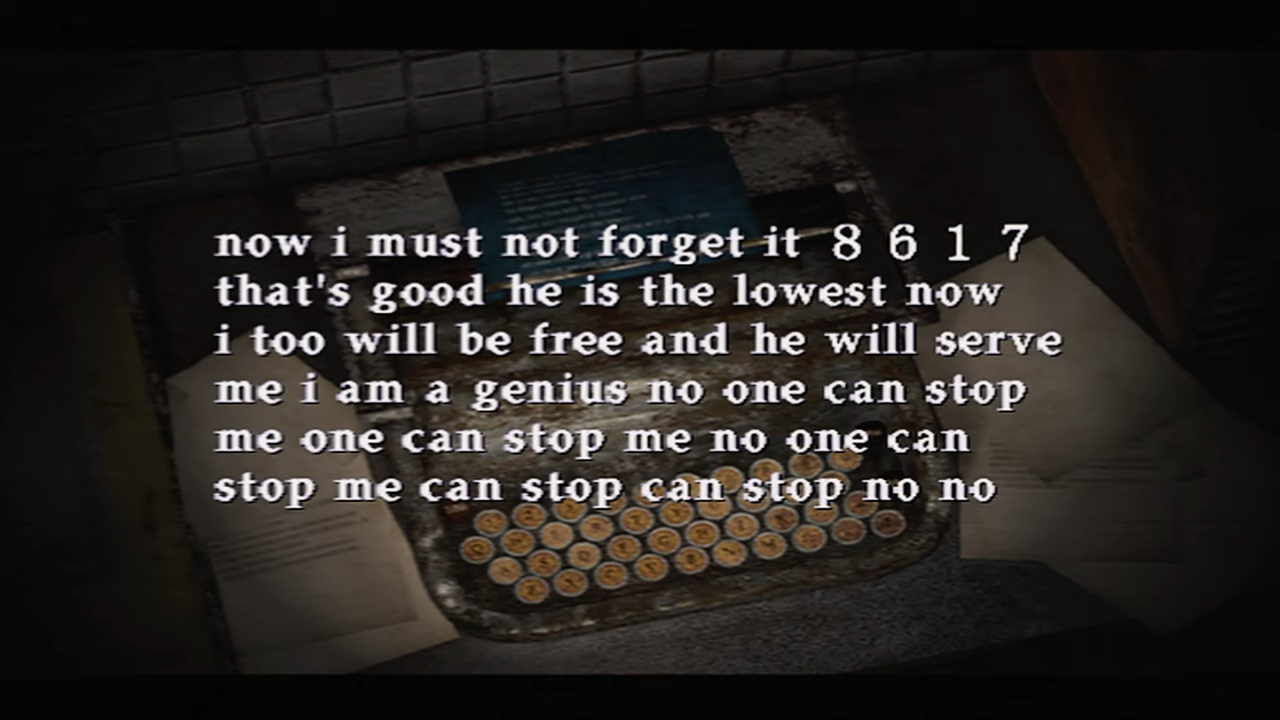 now i must not forget it 8 6 1 7
that's good he is the lowest now
i too will be free and he will serve
me i am a genius no one can stop
me one can stop me no one can
stop me can stop can stop no no